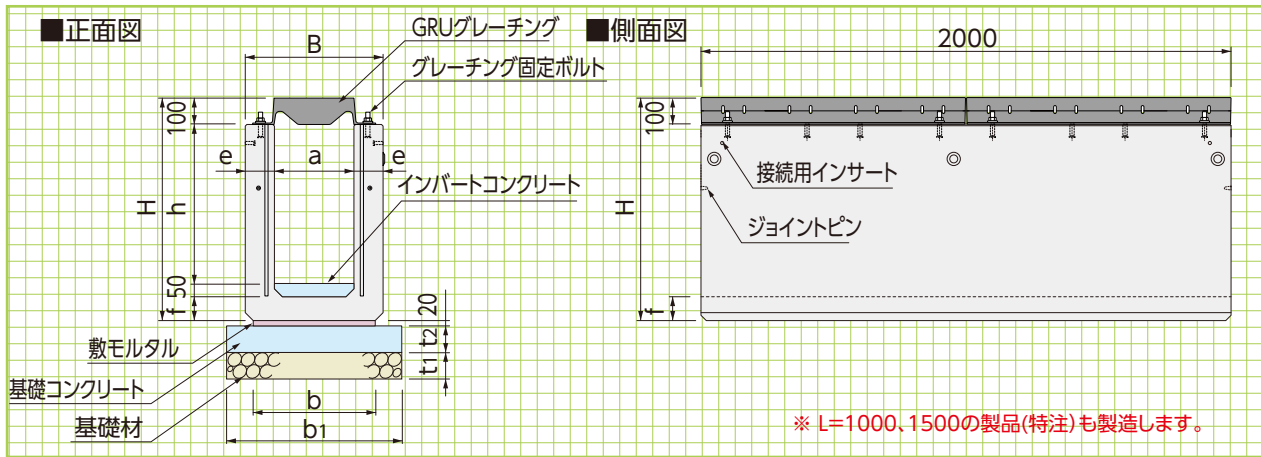 ■正面図
GRUグレーチング
B
グレーチング固定ボルト
100
e
a
e
H
h
インバートコンクリート
50
f
20
敷モルタル
t2
基礎コンクリート
t1
基礎材
b
b1
■側面図
2000
100
接続用インサート
H
ジョイントピン
f
※ L=1000、1500の製品(特注)も製造します。